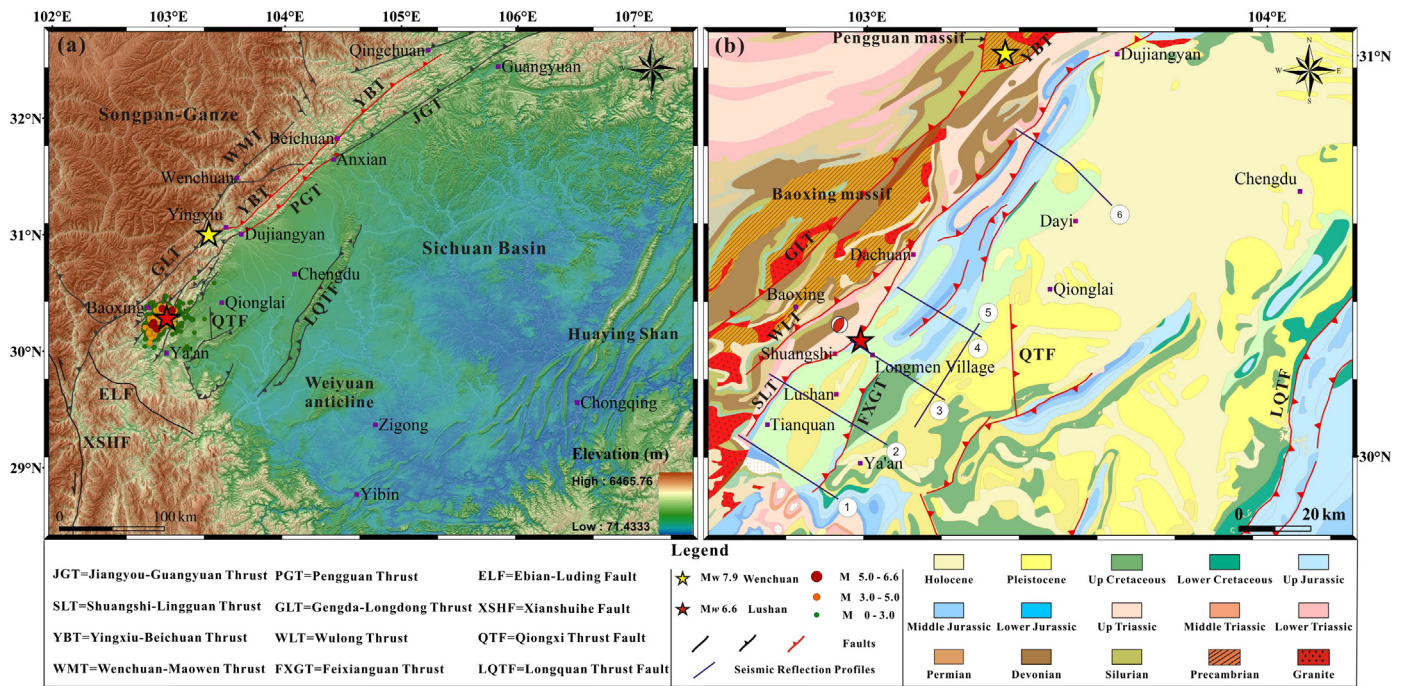 102°E 103°E 104°E 105°E 106°E 107°E
103°E 104°E
(a)
Qingchuan
Guangyuan
YBT
JGT
Songpan-Ganze
32°N
WMT
Beichuan
Anxian
Wenchuan
YBT
PGT
Yingxiu
31°N
Dujiangyan
Sichuan Basin
GLT
Chengdu
LQTF
Baoxing
Qionglai
QTF
Huaying Shan
30°N
Ya'an
Weiyuan
anticline
ELF
Chongqing
Zigong
XSHF
29°N
Elevation (m)
High : 6465.76
Yibin
0 100 km
Low : 71.4333
(b)
Pengguan massif
YBT
Dujiangyan
N
W E
S
31°N
Baoxing massif
Chengdu
6
Dayi
GLT
Dachuan
Baoxing
Qionglai
WLT
5
4
QTF
Shuangshi
Longmen Village
SLT
Lushan
FXGT
LQTF
3
Tianquan
2
Ya'an
30°N
1
0 20 km
Legend
JGT=Jiangyou-Guangyuan Thrust PGT=Pengguan Thrust ELF=Ebian-Luding Fault
SLT=Shuangshi-Lingguan Thrust GLT=Gengda-Longdong Thrust XSHF=Xianshuihe Fault
YBT=Yingxiu-Beichuan Thrust WLT=Wulong Thrust QTF=Qiongxi Thrust Fault
WMT=Wenchuan-Maowen Thrust FXGT=Feixianguan Thrust LQTF=Longquan Thrust Fault
Mw 7.9 Wenchuan M 5.0-6.6
M 3.0-5.0
Mw 6.6 Lushan M 0-3.0
Faults
Seismic Reflection Profiles
Holocene Pleistocene Up Cretaceous Lower Cretaceous Up Jurassic
Middle Jurassic Lower Jurassic Up Triassic Middle Triassic Lower Triassic
Permian Devonian Silurian Precambrian Granite